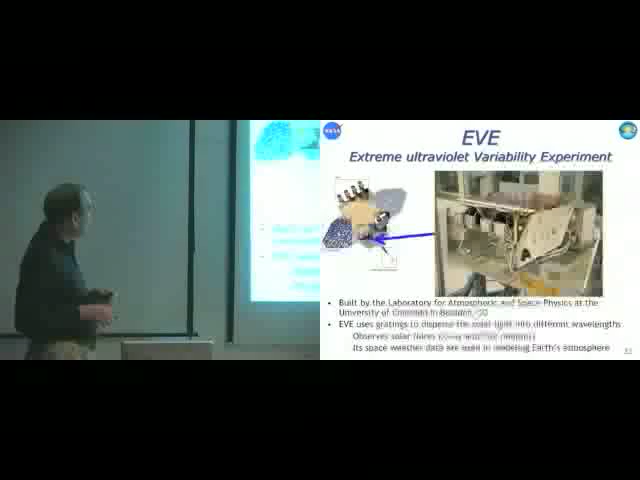 NASA
EVE
Extreme ultraviolet Variability Experiment
• Built by the Laboratory for Atmospheric and Space Physics at the
University of Colorado in Boulder, CO
• EVE uses gratings to disperse the solar light into different wavelengths
Observes solar flares
Its space weather data are used in modeling Earth's atmosphere